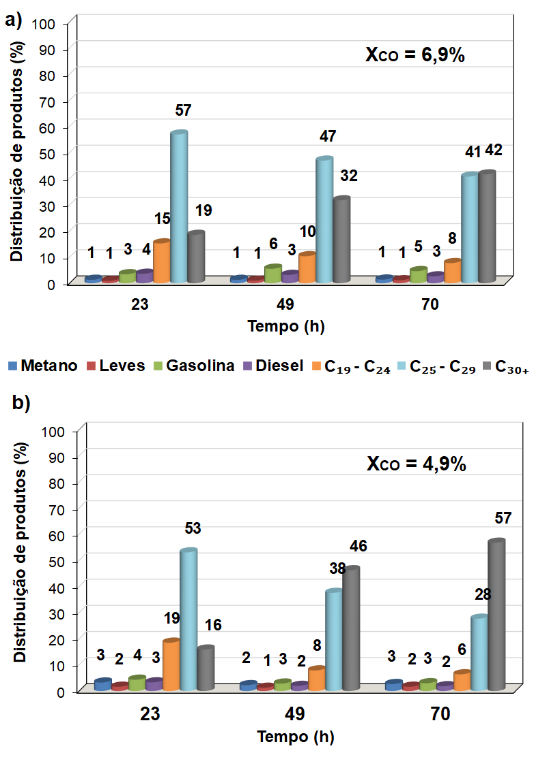 a)
Distribuição de produtos (%)
100
90
80
70
60
50
40
30
20
10
0
XCO = 6,9%
1 1 3 4 15 57 19
1 1 6 3 10 47 32
1 1 5 3 8 41 42
23 49 70
Tempo (h)
Metano Leves Gasolina Diesel C19 - C24 C25 - C29 C30+
b)
Distribuição de produtos (%)
100
90
80
70
60
50
40
30
20
10
0
XCO = 4,9%
3 2 4 3 19 53 16
2 1 3 2 8 38 46
3 2 3 2 6 28 57
23 49 70
Tempo (h)